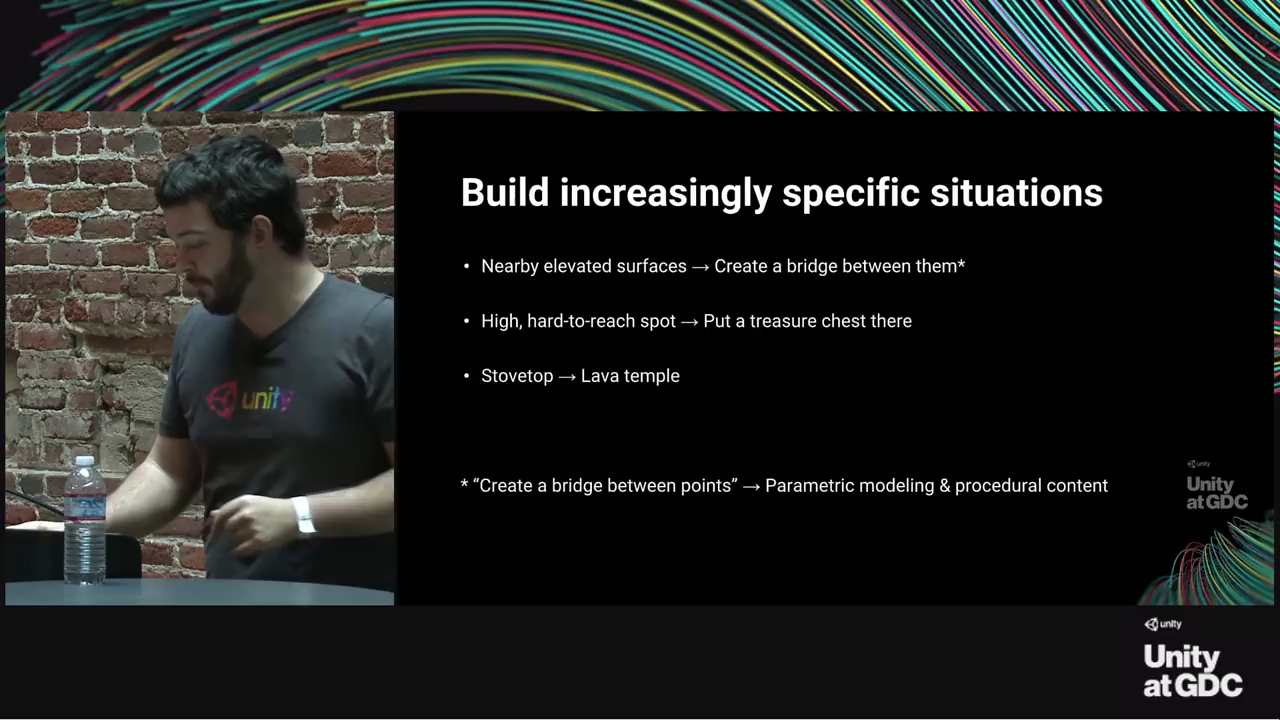 Build increasingly specific situations
• Nearby elevated surfaces → Create a bridge between them*
• High, hard-to-reach spot → Put a treasure chest there
• Stovetop → Lava temple
* “Create a bridge between points” → Parametric modeling & procedural content
unity
unity
Unity
at GDC
unity
Unity
at GDC